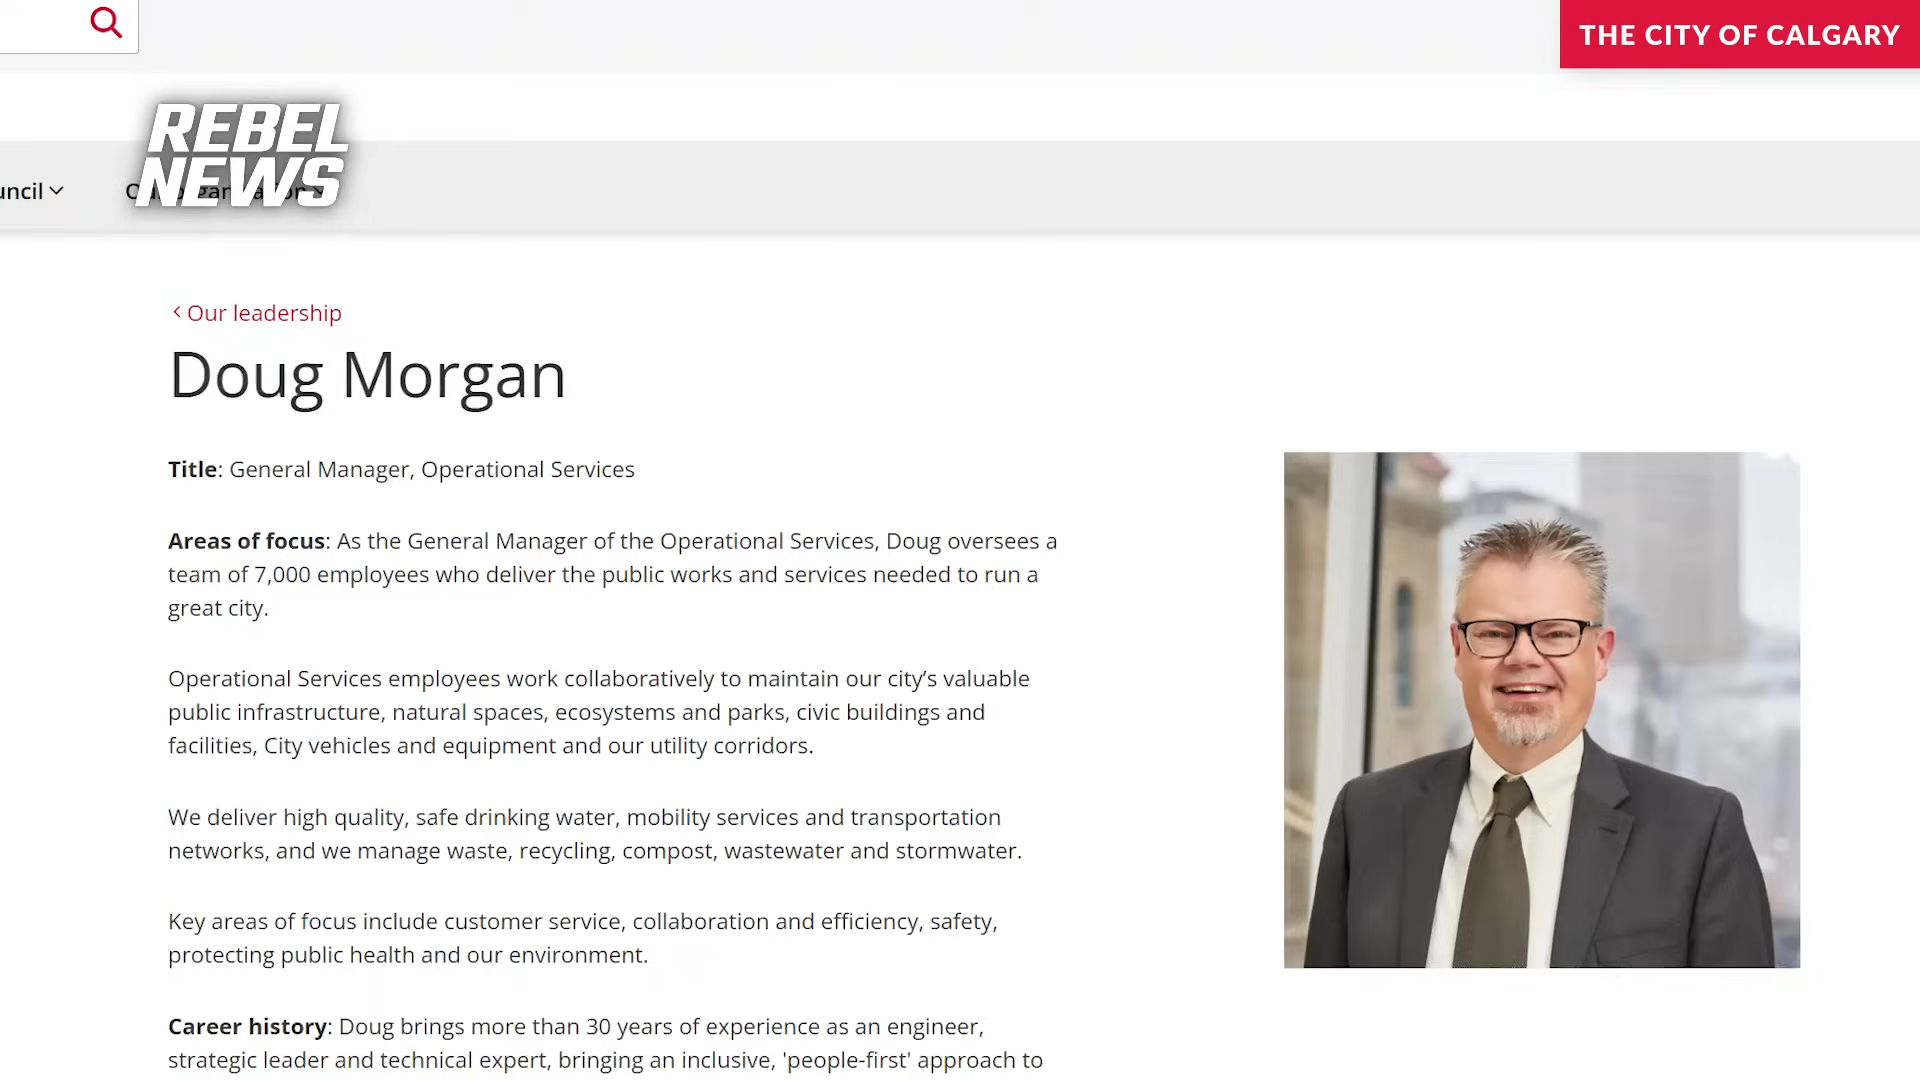 THE CITY OF CALGARY
REBEL
NEWS
uncil
Our organization
Our leadership
Doug Morgan
Title: General Manager, Operational Services
Areas of focus: As the General Manager of the Operational Services, Doug oversees a
team of 7,000 employees who deliver the public works and services needed to run a
great city.
Operational Services employees work collaboratively to maintain our city’s valuable
public infrastructure, natural spaces, ecosystems and parks, civic buildings and
facilities, City vehicles and equipment and our utility corridors.
We deliver high quality, safe drinking water, mobility services and transportation
networks, and we manage waste, recycling, compost, wastewater and stormwater.
Key areas of focus include customer service, collaboration and efficiency, safety,
protecting public health and our environment.
Career history: Doug brings more than 30 years of experience as an engineer,
strategic leader and technical expert, bringing an inclusive, 'people-first' approach to